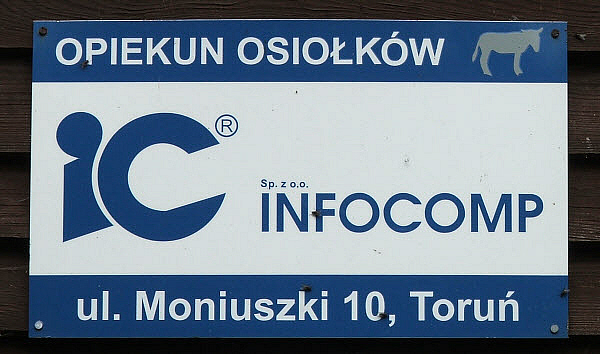 OPIEKUN OSIOŁKÓW
iC®
Sp. z o.o.
INFOCOMP
ul. Moniuszki 10, Toruń